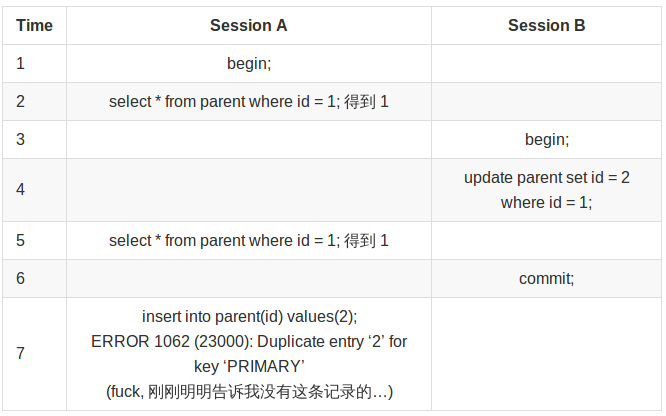 Time Session A Session B
1 begin;
2 select * from parent where id = 1; 得到 1
3 begin;
4 update parent set id = 2
where id = 1;
5 select * from parent where id = 1; 得到 1
6 commit;
7 insert into parent(id) values(2);
ERROR 1062 (23000): Duplicate entry ‘2’ for
key ‘PRIMARY’
(fuck, 刚刚明明告诉我没有这条记录的…)